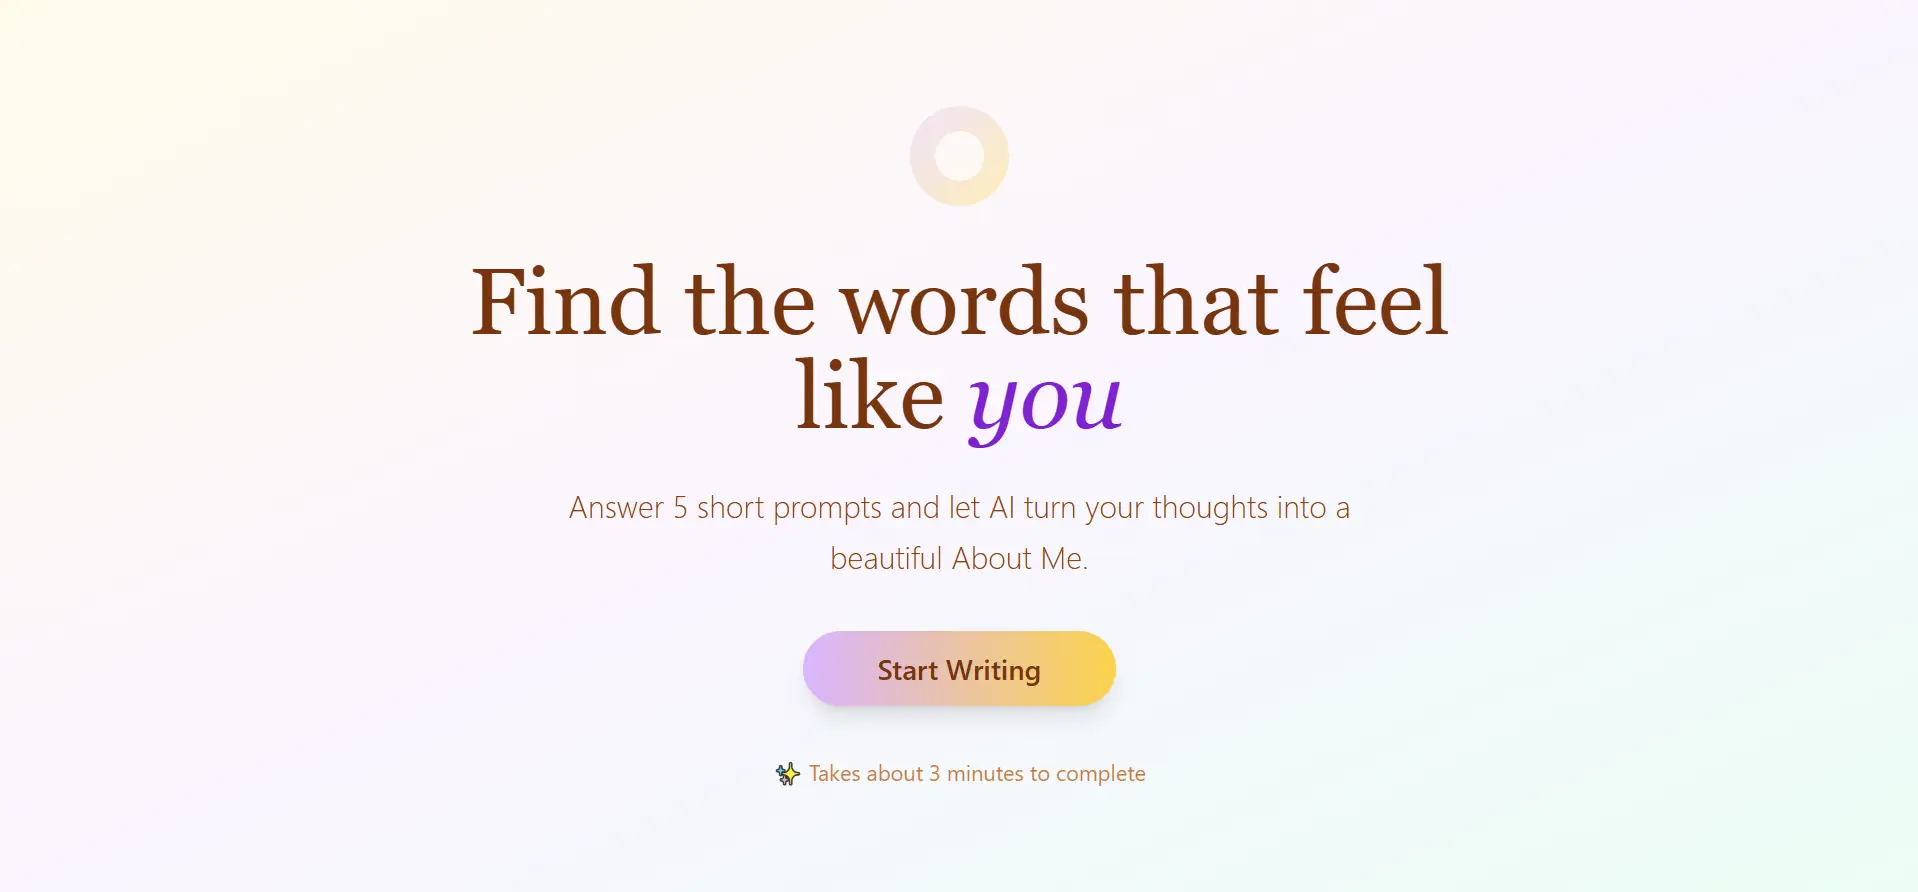 Find the words that feel
like you
Answer 5 short prompts and let AI turn your thoughts into a
beautiful About Me.
Start Writing
✨ Takes about 3 minutes to complete